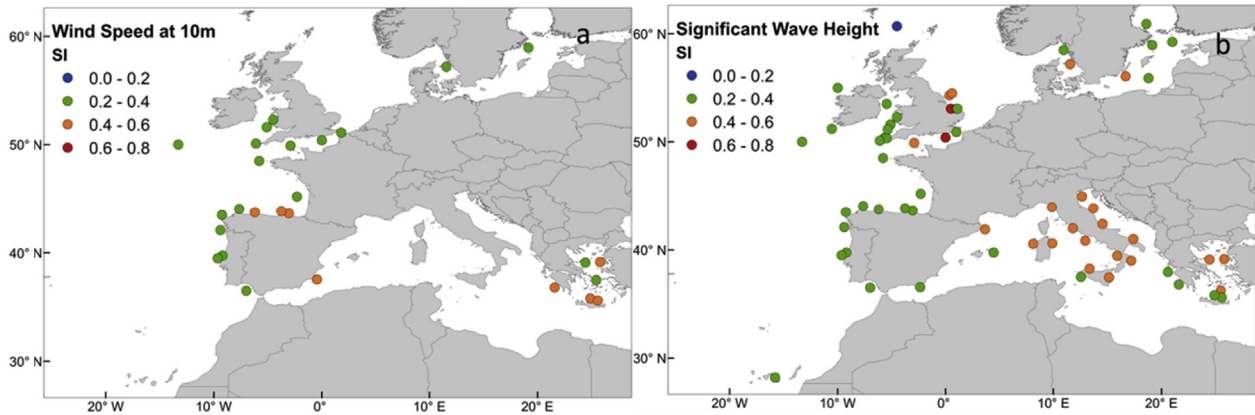 Wind Speed at 10m
SI
0.0 - 0.2
0.2 - 0.4
0.4 - 0.6
0.6 - 0.8
a
60° N
50° N
40° N
30° N
20° W
10° W
0°
10° E
20° E
Significant Wave Height
SI
0.0 - 0.2
0.2 - 0.4
0.4 - 0.6
0.6 - 0.8
b
60° N
50° N
40° N
30° N
20° W
10° W
0°
10° E
20° E